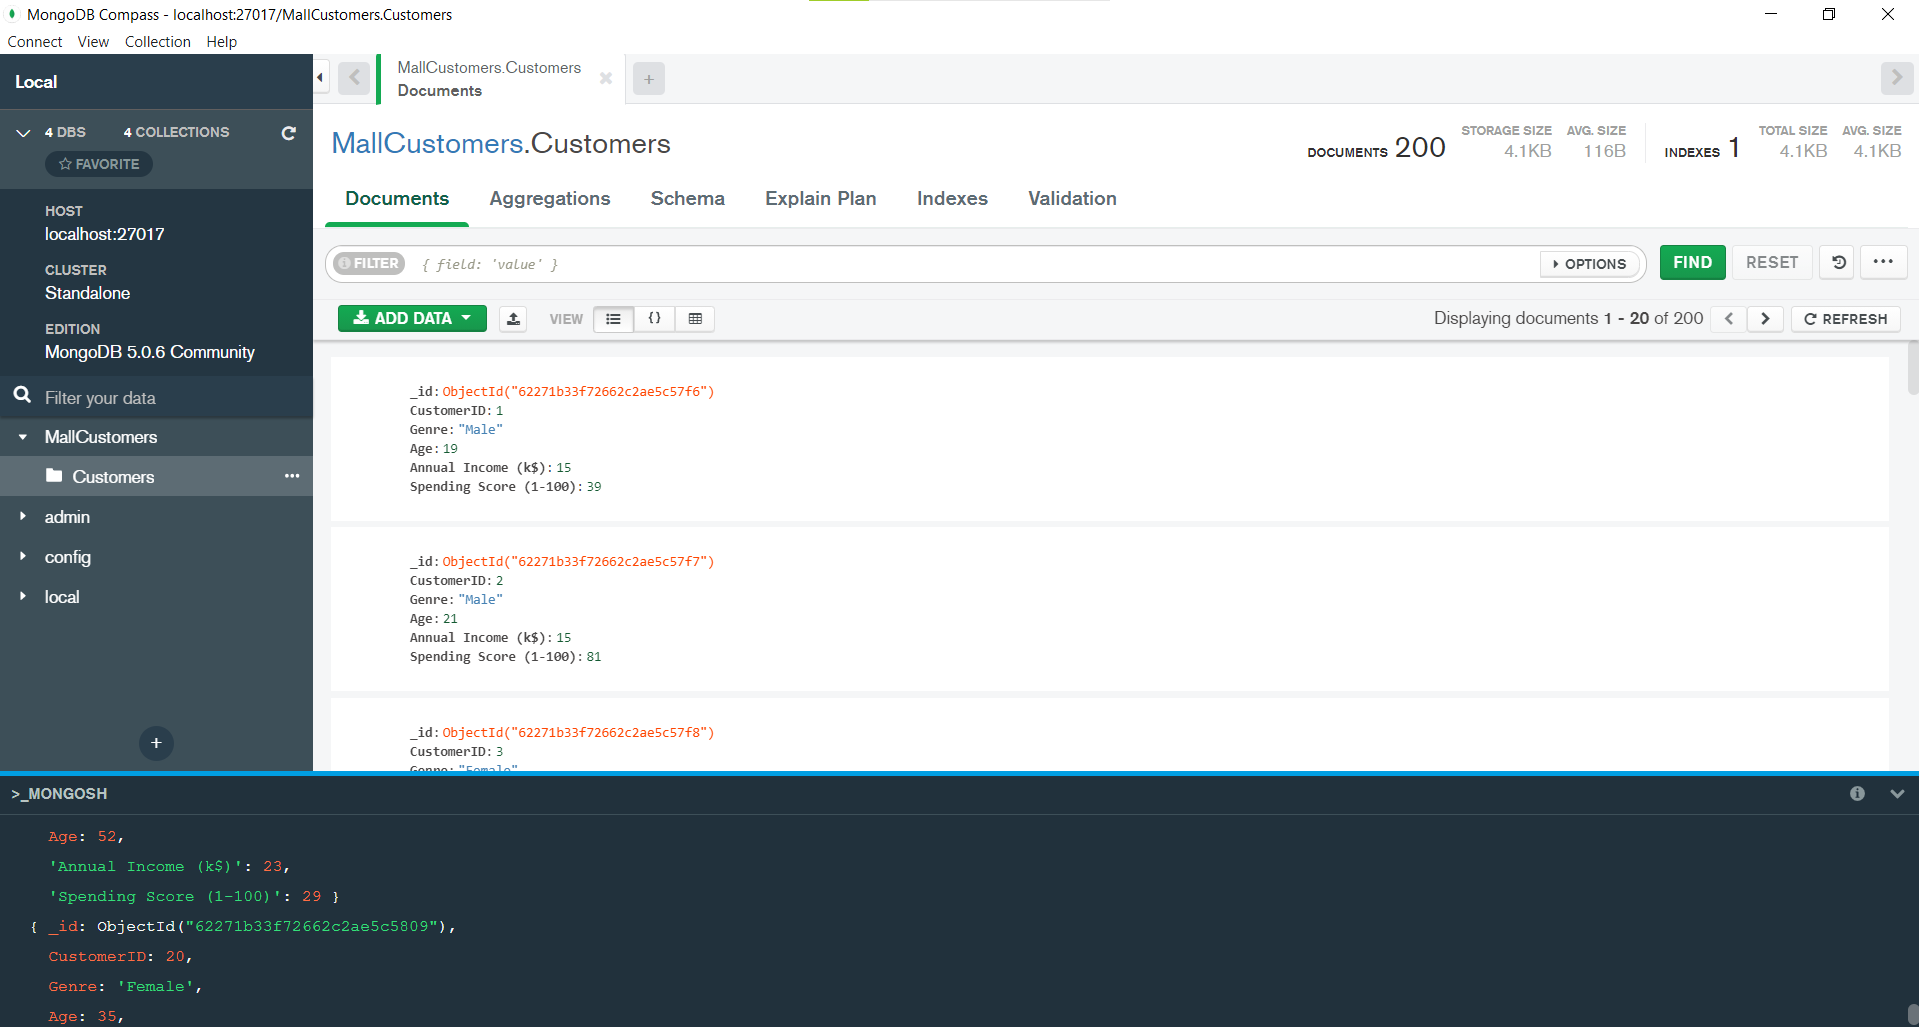 MongoDB Compass - localhost:27017/MallCustomers.Customers
Connect View Collection Help
Local
4 DBS 4 COLLECTIONS
FAVORITE
HOST
localhost:27017
CLUSTER
Standalone
EDITION
MongoDB 5.0.6 Community
Filter your data
MallCustomers
Customers
admin
config
local
MallCustomers.Customers
Documents
MallCustomers.Customers
DOCUMENTS 200
STORAGE SIZE
4.1KB
AVG. SIZE
116B
INDEXES 1
TOTAL SIZE
4.1KB
AVG. SIZE
4.1KB
Documents Aggregations Schema Explain Plan Indexes Validation
FILTER { field: 'value' } OPTIONS FIND RESET
ADD DATA VIEW Displaying documents 1 - 20 of 200 REFRESH
_id: ObjectId("62271b33f72662c2ae5c57f6")
CustomerID: 1
Genre: "Male"
Age: 19
Annual Income (k$): 15
Spending Score (1-100): 39
_id: ObjectId("62271b33f72662c2ae5c57f7")
CustomerID: 2
Genre: "Male"
Age: 21
Annual Income (k$): 15
Spending Score (1-100): 81
_id: ObjectId("62271b33f72662c2ae5c57f8")
CustomerID: 3
Genre: "Female"
>_MONGOSH
Age: 52,
'Annual Income (k$)': 23,
'Spending Score (1-100)': 29 }
{ _id: ObjectId("62271b33f72662c2ae5c5809"),
CustomerID: 20,
Genre: 'Female',
Age: 35,